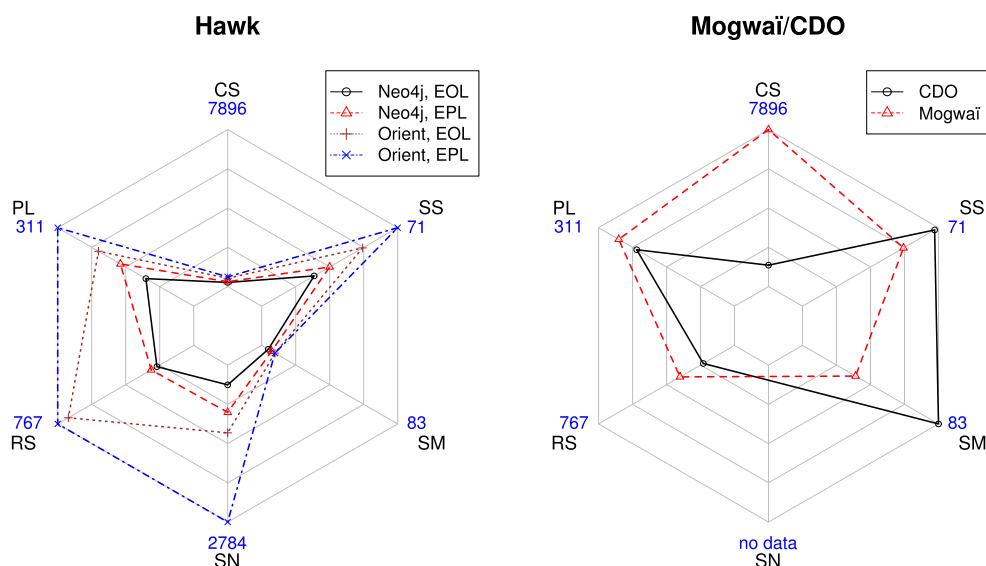 Hawk
Neo4j, EOL
Neo4j, EPL
Orient, EOL
Orient, EPL
CS
7896
SS
71
83
SM
2784
SN
767
RS
PL
311
Mogwaï/CDO
CDO
Mogwaï
CS
7896
SS
71
83
SM
no data
SN
767
RS
PL
311